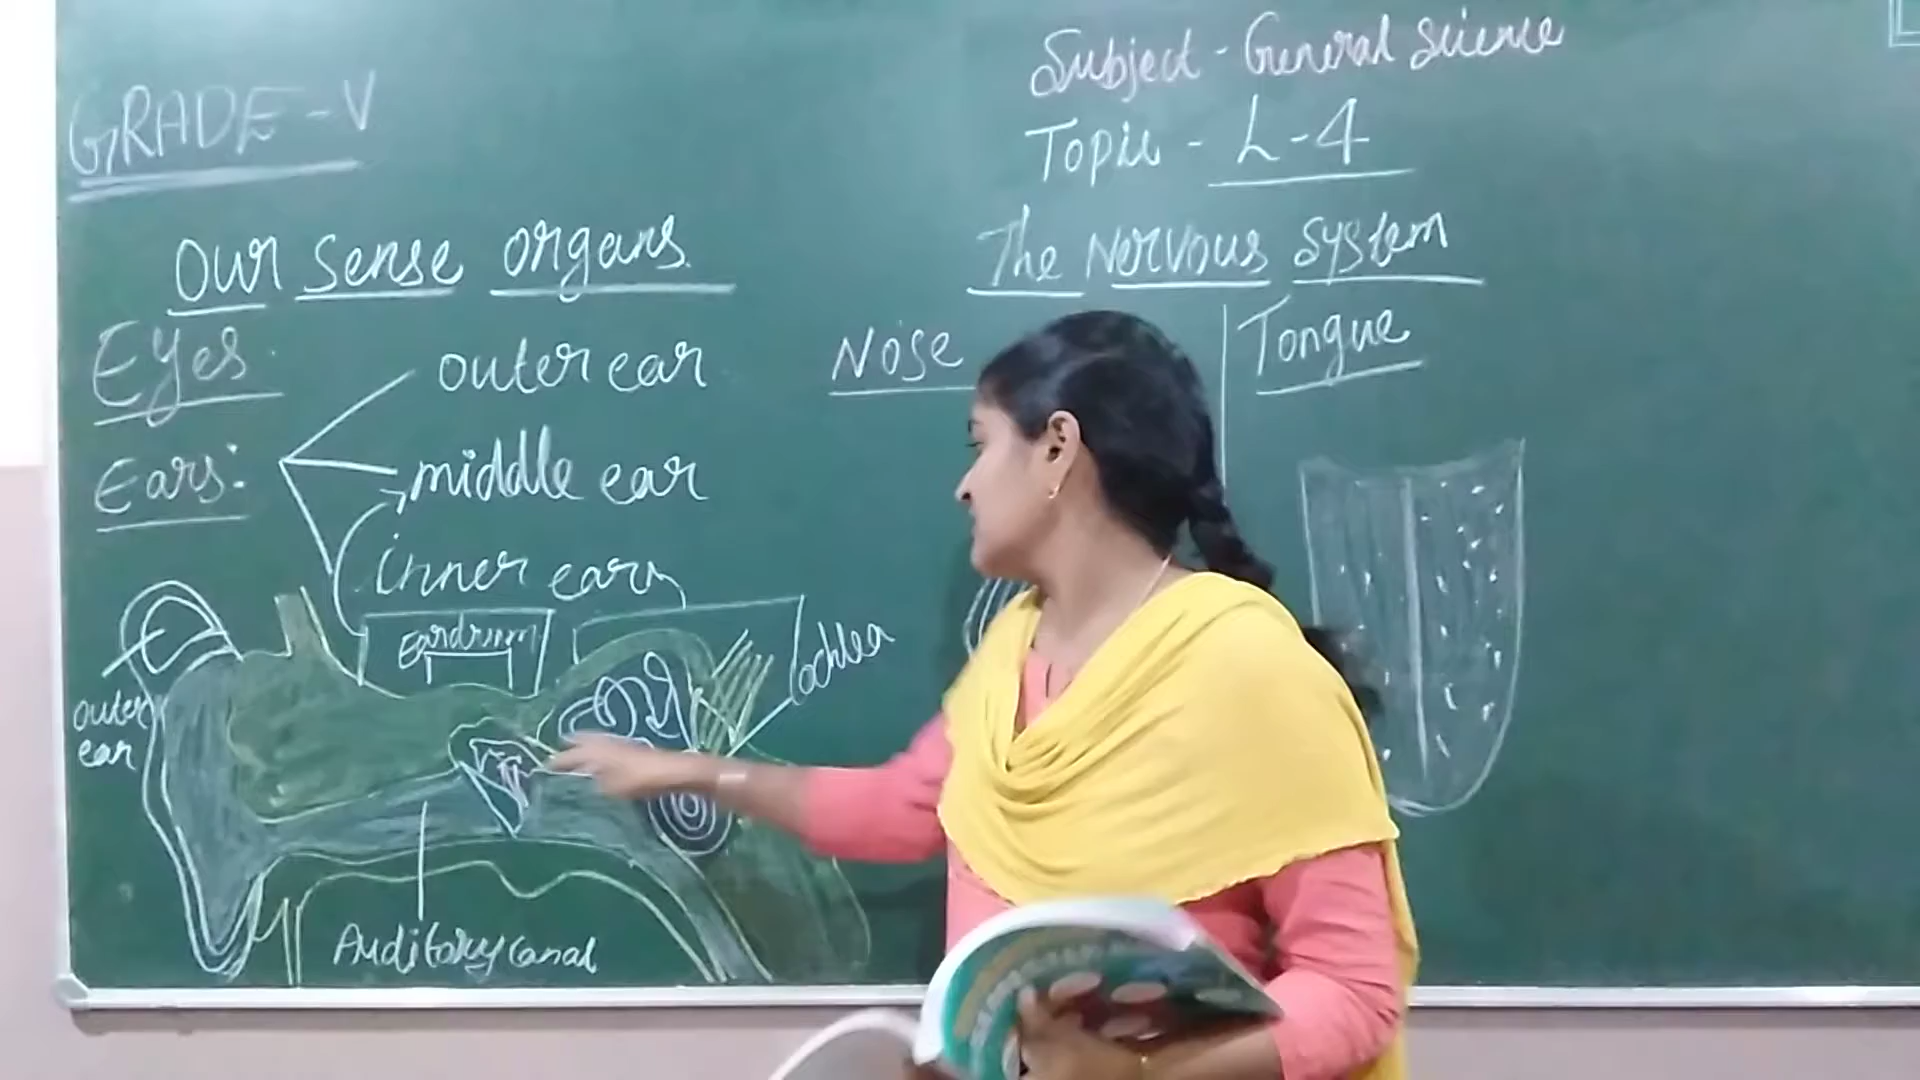 GRADE-V
Subject - General Science
Topic - L-4
Our sense organs
The Nervous System
Eyes
Ears:
outer ear
middle ear
inner ear
Nose
Tongue
Eardrum
Cochlea
outer
ear
Auditory canal